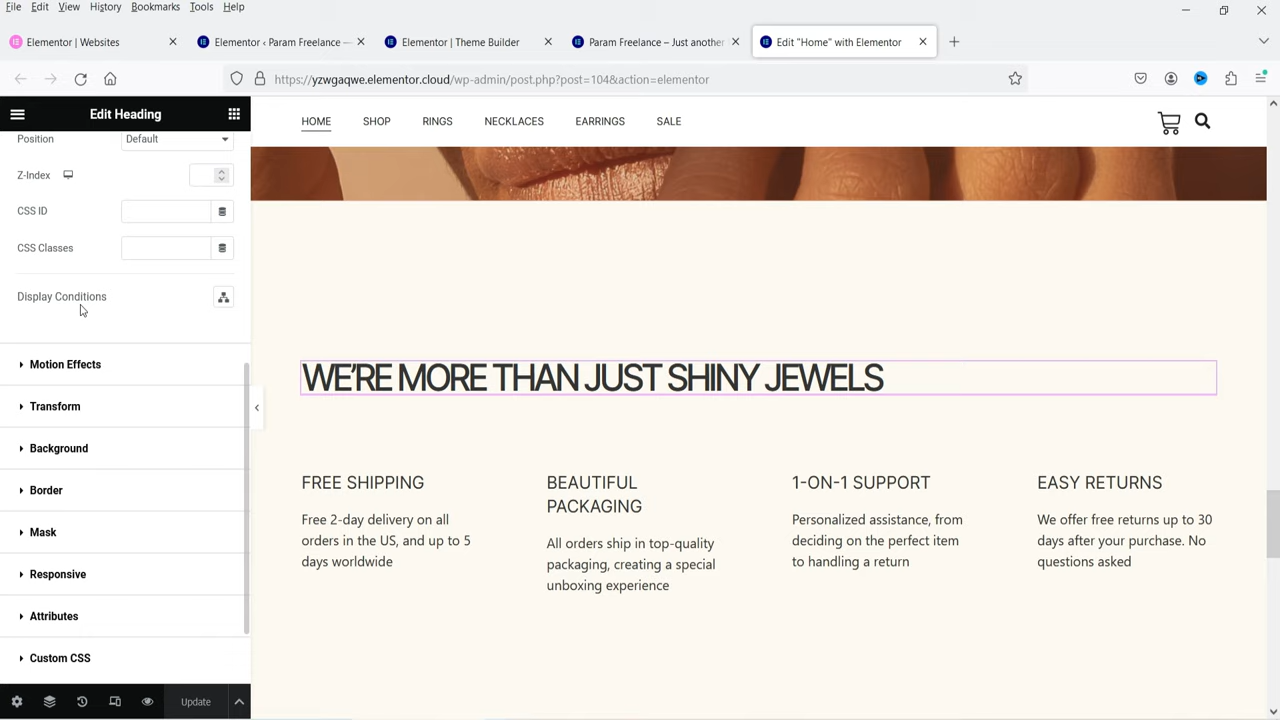 File Edit View History Bookmarks Tools Help
Elementor | Websites
Elementor ‹ Param Freelance —
Elementor | Theme Builder
Param Freelance – Just another
Edit "Home" with Elementor
https://yzwgaqwe.elementor.cloud/wp-admin/post.php?post=104&action=elementor
Edit Heading
HOME SHOP RINGS NECKLACES EARRINGS SALE
Position Default
Z-Index
CSS ID
CSS Classes
Display Conditions
Motion Effects
Transform
Background
Border
Mask
Responsive
Attributes
Custom CSS
Update
WE'RE MORE THAN JUST SHINY JEWELS
FREE SHIPPING
Free 2-day delivery on all
orders in the US, and up to 5
days worldwide
BEAUTIFUL
PACKAGING
All orders ship in top-quality
packaging, creating a special
unboxing experience
1-ON-1 SUPPORT
Personalized assistance, from
deciding on the perfect item
to handling a return
EASY RETURNS
We offer free returns up to 30
days after your purchase. No
questions asked